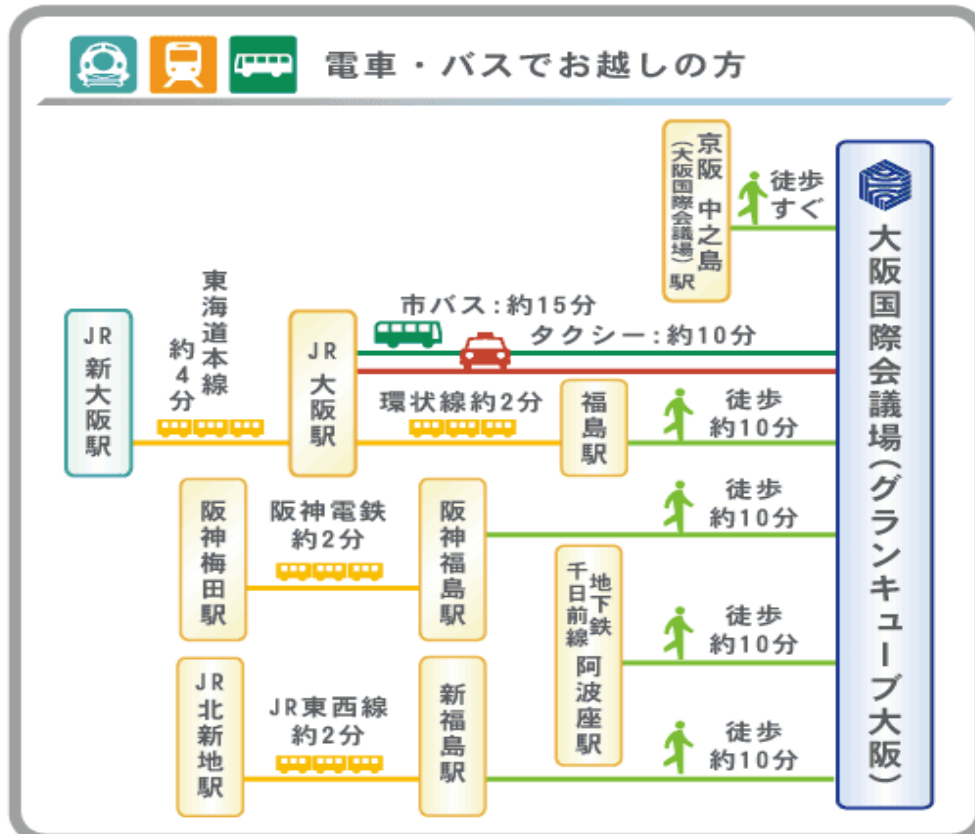 電車・バスでお越しの方
京阪 中之島駅
(大阪国際会議場)
徒歩
すぐ
大阪国際会議場(グランキューブ大阪)
JR 新大阪駅
東海道本線
約4分
JR 大阪駅
市バス:約15分
タクシー:約10分
環状線約2分
福島駅
徒歩
約10分
阪神梅田駅
阪神電鉄
約2分
阪神福島駅
徒歩
約10分
地下鉄
千日前線
阿波座駅
徒歩
約10分
JR 北新地駅
JR東西線
約2分
新福島駅
徒歩
約10分